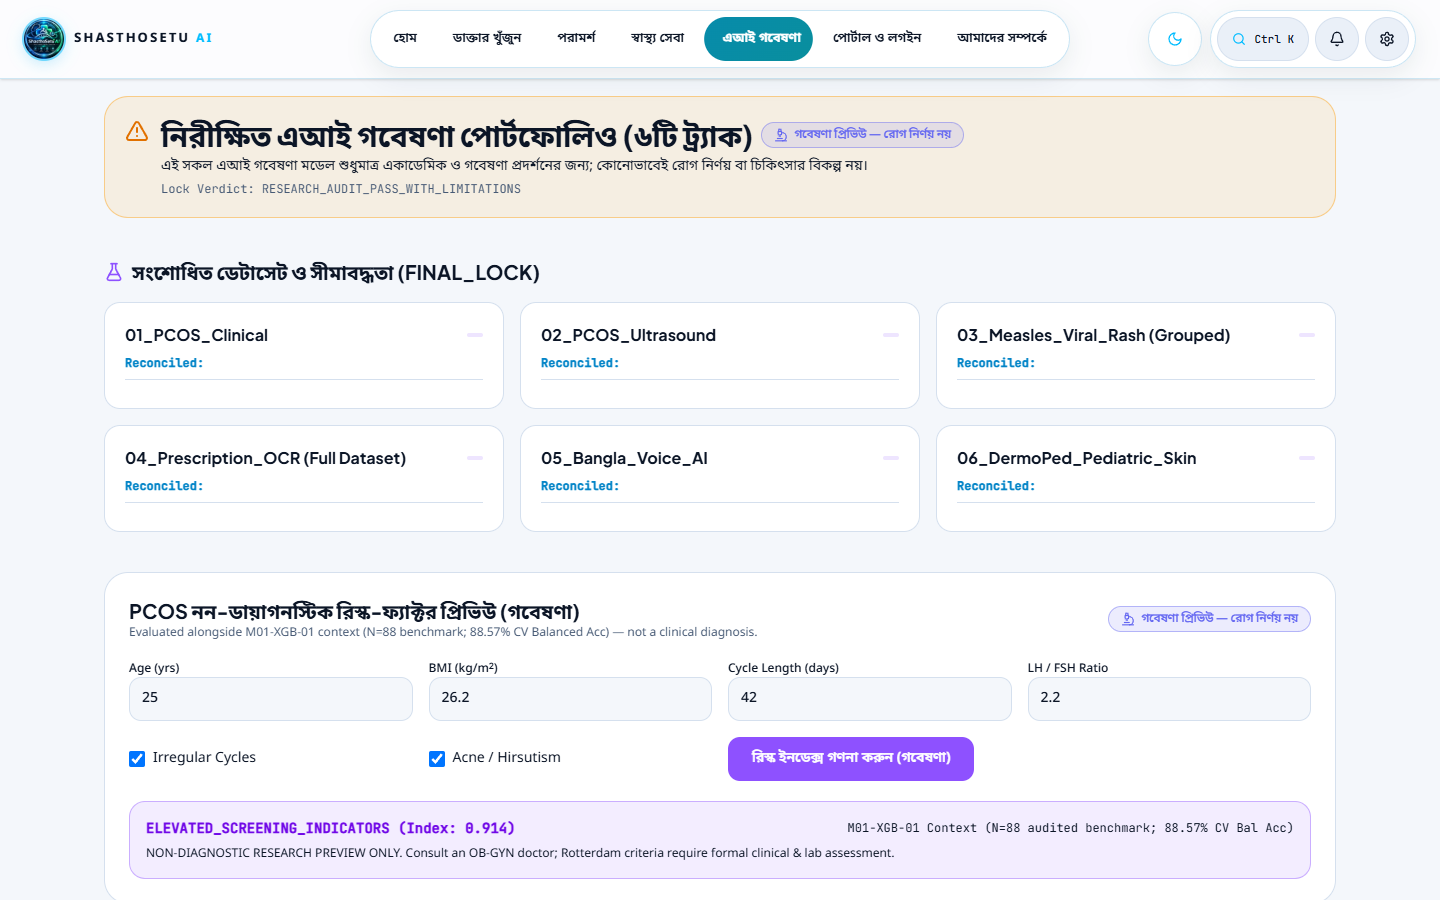 SHASTHOSETU AI
হোম
ডাক্তার খুঁজুন
পরামর্শ
স্বাস্থ্য সেবা
এআই গবেষণা
পোর্টাল ও লগইন
আমাদের সম্পর্কে
Ctrl K
নিরীক্ষিত এআই গবেষণা পোর্টফোলিও (৬টি ট্র্যাক)
গবেষণা প্রিভিউ — রোগ নির্ণয় নয়
এই সকল এআই গবেষণা মডেল শুধুমাত্র একাডেমিক ও গবেষণা প্রদর্শনের জন্য; কোনোভাবেই রোগ নির্ণয় বা চিকিৎসার বিকল্প নয়।
Lock Verdict: RESEARCH_AUDIT_PASS_WITH_LIMITATIONS
সংশোধিত ডেটাসেট ও সীমাবদ্ধতা (FINAL_LOCK)
01_PCOS_Clinical
Reconciled:
02_PCOS_Ultrasound
Reconciled:
03_Measles_Viral_Rash (Grouped)
Reconciled:
04_Prescription_OCR (Full Dataset)
Reconciled:
05_Bangla_Voice_AI
Reconciled:
06_DermoPed_Pediatric_Skin
Reconciled:
PCOS নন-ডায়াগনস্টিক রিস্ক-ফ্যাক্টর প্রিভিউ (গবেষণা)
Evaluated alongside M01-XGB-01 context (N=88 benchmark; 88.57% CV Balanced Acc) — not a clinical diagnosis.
গবেষণা প্রিভিউ — রোগ নির্ণয় নয়
Age (yrs)
25
BMI (kg/m²)
26.2
Cycle Length (days)
42
LH / FSH Ratio
2.2
Irregular Cycles
Acne / Hirsutism
রিস্ক ইনডেক্স গণনা করুন (গবেষণা)
ELEVATED_SCREENING_INDICATORS (Index: 0.914)
M01-XGB-01 Context (N=88 audited benchmark; 88.57% CV Bal Acc)
NON-DIAGNOSTIC RESEARCH PREVIEW ONLY. Consult an OB-GYN doctor; Rotterdam criteria require formal clinical & lab assessment.